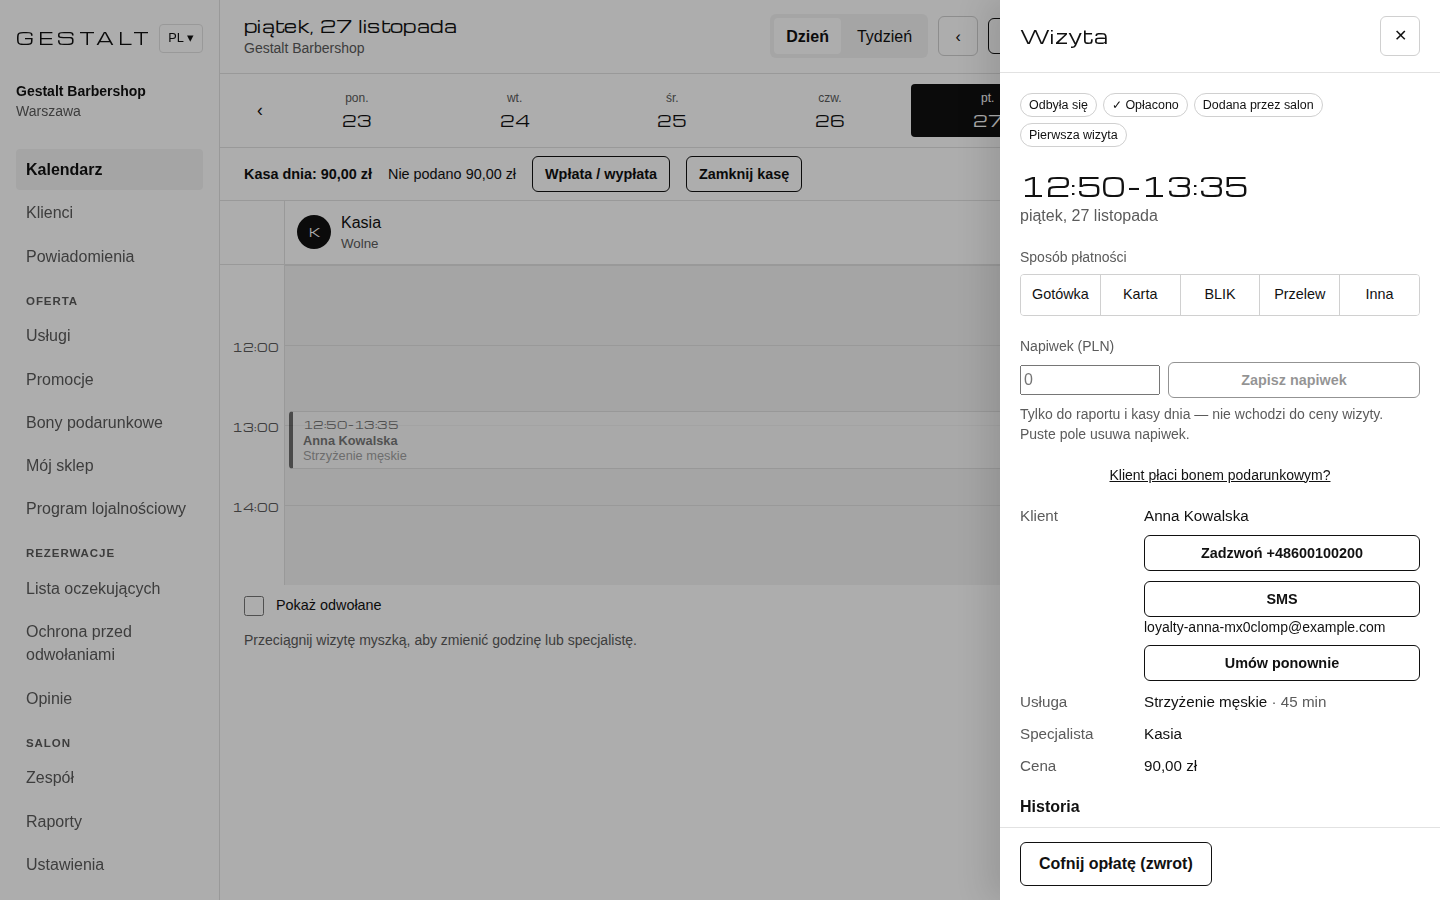 GESTALT
PL ▾
Gestalt Barbershop
Warszawa
Kalendarz
Klienci
Powiadomienia
OFERTA
Usługi
Promocje
Bony podarunkowe
Mój sklep
Program lojalnościowy
REZERWACJE
Lista oczekujących
Ochrona przed
odwołaniami
Opinie
SALON
Zespół
Raporty
Ustawienia
piątek, 27 listopada
Gestalt Barbershop
Dzień
Tydzień
‹
‹
pon.
23
wt.
24
śr.
25
czw.
26
pt.
27
Kasa dnia: 90,00 zł
Nie podano 90,00 zł
Wpłata / wypłata
Zamknij kasę
K
Kasia
Wolne
12:00
13:00
14:00
12:50-13:35
Anna Kowalska
Strzyżenie męskie
Pokaż odwołane
Przeciągnij wizytę myszką, aby zmienić godzinę lub specjalistę.
Wizyta
✕
Odbyła się
✓ Opłacono
Dodana przez salon
Pierwsza wizyta
12:50-13:35
piątek, 27 listopada
Sposób płatności
Gotówka
Karta
BLIK
Przelew
Inna
Napiwek (PLN)
0
Zapisz napiwek
Tylko do raportu i kasy dnia — nie wchodzi do ceny wizyty.
Puste pole usuwa napiwek.
Klient płaci bonem podarunkowym?
Klient
Anna Kowalska
Zadzwoń +48600100200
SMS
loyalty-anna-mx0clomp@example.com
Umów ponownie
Usługa
Strzyżenie męskie · 45 min
Specjalista
Kasia
Cena
90,00 zł
Historia
Cofnij opłatę (zwrot)